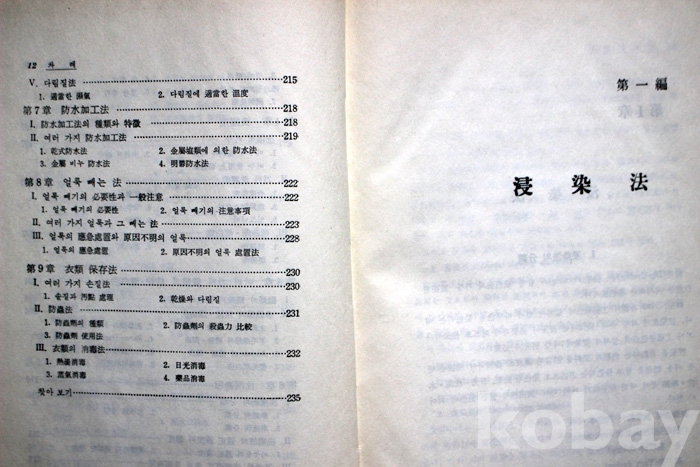 12 차 례
V. 다림질法 215
1. 適當한 濕氣 2. 다림질에 適當한 溫度
第7章 防水加工法 218
I. 防水加工法의 種類와 特徵 218
II. 여러 가지 防水加工法 219
1. 乾式防水法 2. 金屬塩類에 의한 防水法
3. 金屬 비누 防水法 4. 明礬防水法
第8章 얼룩 빼는 法 222
I. 얼룩 빼기의 必要性과 一般注意 222
1. 얼룩 빼기의 必要性 2. 얼룩 빼기의 注意事項
II. 여러 가지 얼룩과 그 빼는 法 223
III. 얼룩의 應急處置와 原因不明의 얼룩 228
1. 얼룩의 應急處置 2. 原因不明 얼룩 處置法
第9章 衣類 保存法 230
I. 여러 가지 손질法 230
1. 솔질과 汚點 處理 2. 乾燥와 다림질
II. 防蟲法 231
1. 防蟲劑의 種類 2. 防蟲劑의 殺蟲力 比較
3. 防蟲劑 使用法
III. 衣類의 消毒法 232
1. 熱湯消毒 2. 日光消毒
3. 蒸氣消毒 4. 藥品消毒
찾아 보기 235
第一編
浸染法
kobay